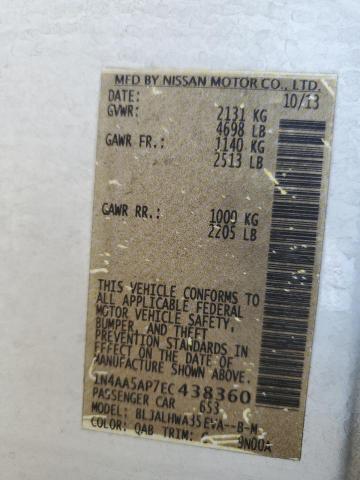 MFD BY NISSAN MOTOR CO., LTD.
DATE: 10/13
GVWR: 2131 KG
4698 LB
GAWR FR.: 1140 KG
2513 LB
GAWR RR.: 1000 KG
2205 LB
THIS VEHICLE CONFORMS TO
ALL APPLICABLE FEDERAL
MOTOR VEHICLE SAFETY,
BUMPER, AND THEFT
PREVENTION STANDARDS IN
EFFECT ON THE DATE OF
MANUFACTURE SHOWN ABOVE.
1N4AA5AP7EC438360
PASSENGER CAR 653
MODEL:
COLOR: QAB TRIM: